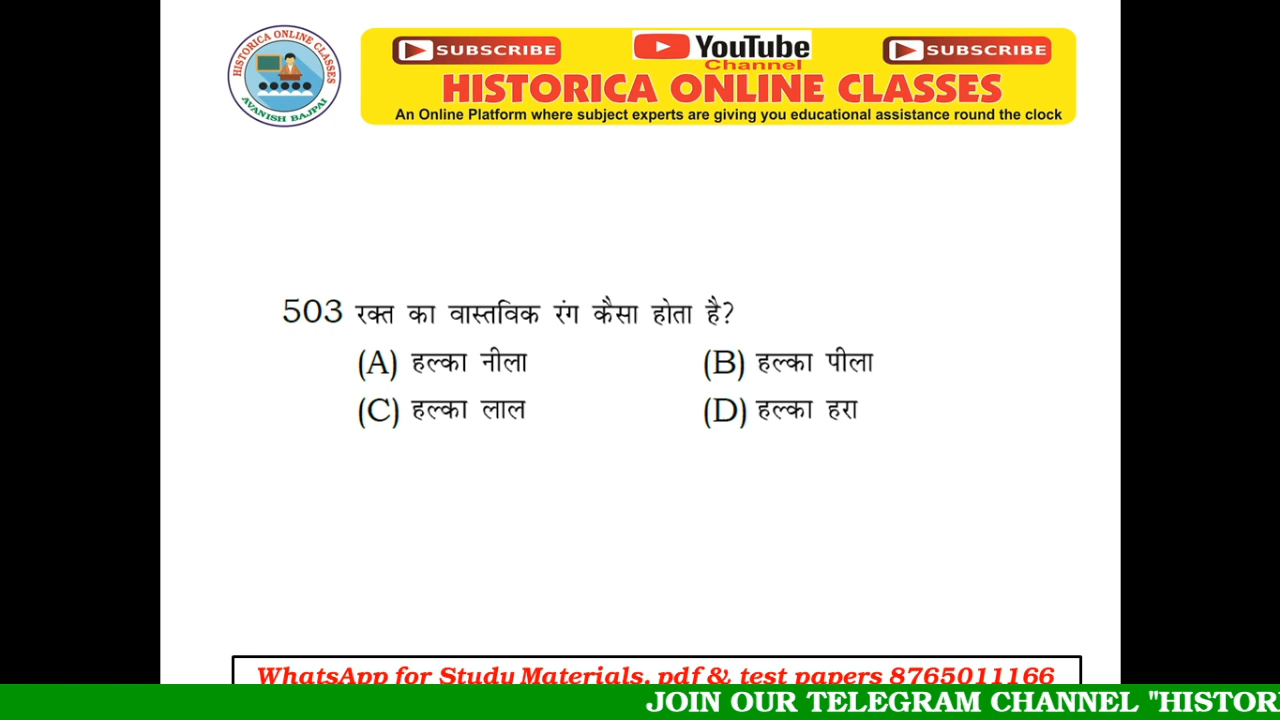 HISTORICA ONLINE CLASSES
AVANISH BAJPAI
SUBSCRIBE
YouTube
SUBSCRIBE
Channel
HISTORICA ONLINE CLASSES
An Online Platform where subject experts are giving you educational assistance round the clock
503 रक्त का वास्तविक रंग कैसा होता है?
(A) हल्का नीला (B) हल्का पीला
(C) हल्का लाल (D) हल्का हरा
WhatsApp for Study Materials, pdf & test papers 8765011166
JOIN OUR TELEGRAM CHANNEL "HISTOR